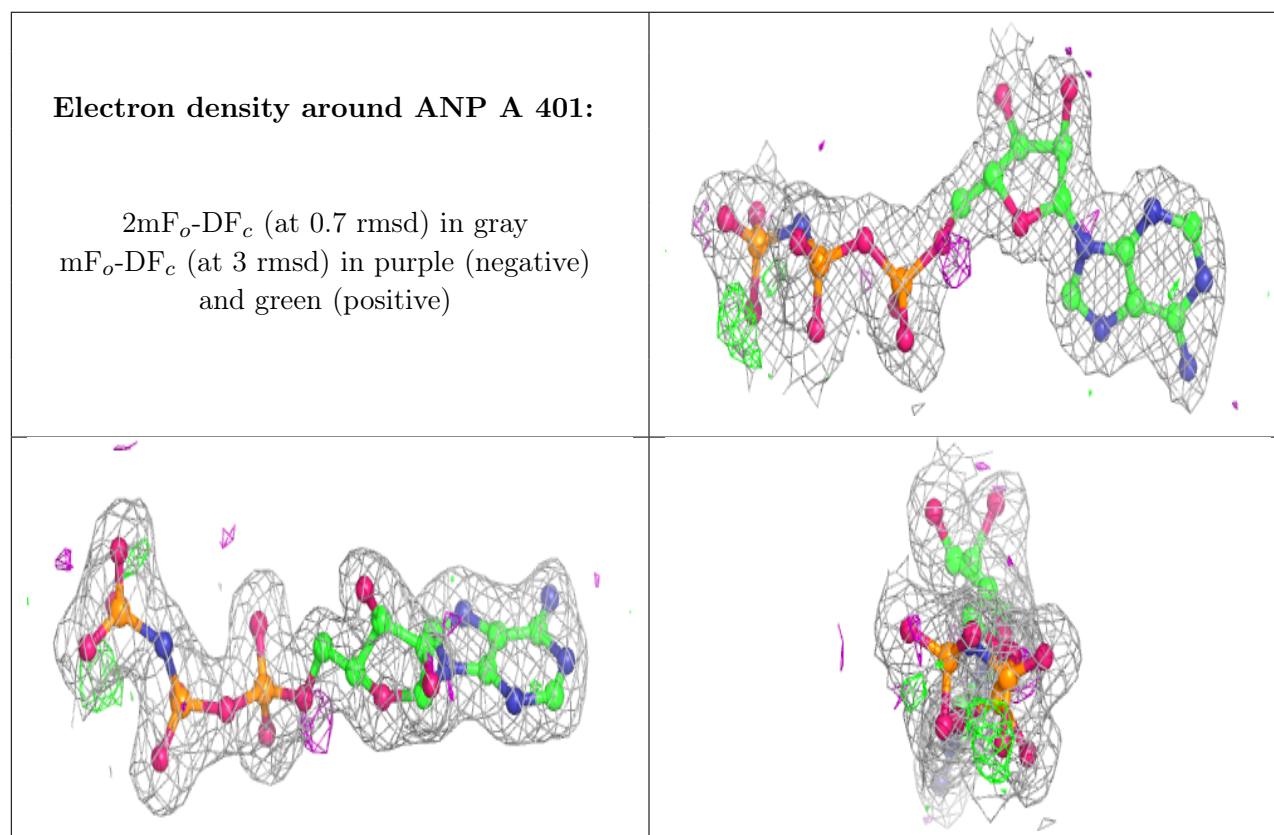 Electron density around ANP A 401:
2mFₒ-DF𝒸 (at 0.7 rmsd) in gray
mFₒ-DF𝒸 (at 3 rmsd) in purple (negative)
and green (positive)